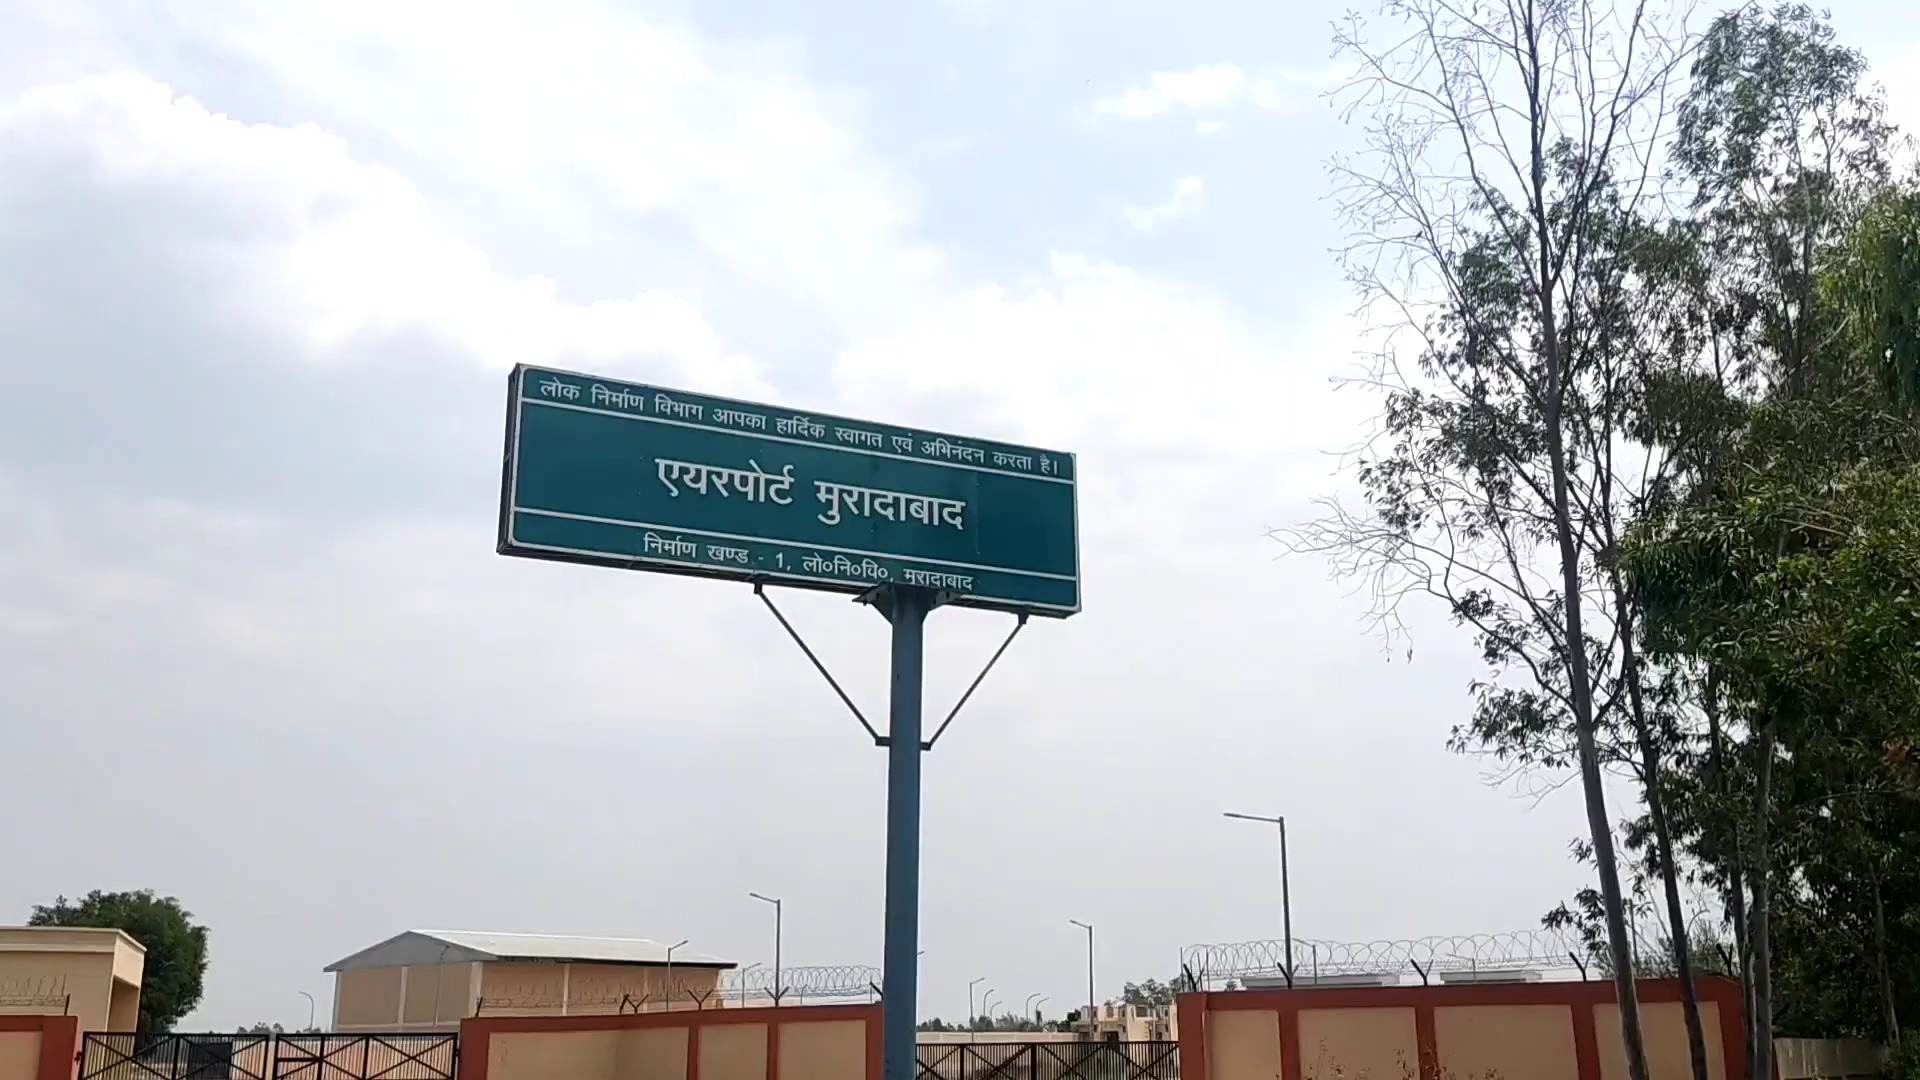 लोक निर्माण विभाग आपका हार्दिक स्वागत एवं अभिनंदन करता है।
एयरपोर्ट मुरादाबाद
निर्माण खण्ड - 1, लो०नि०वि०, मुरादाबाद